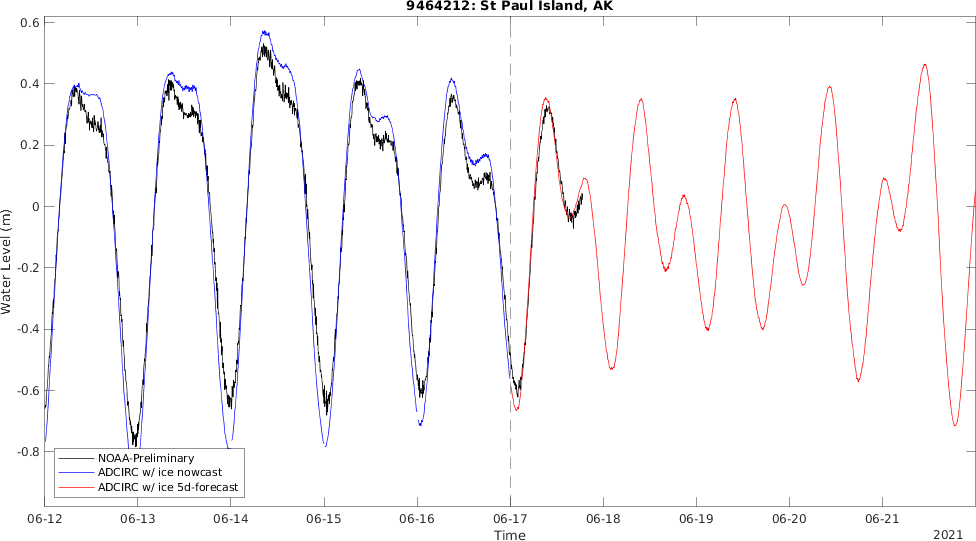 9464212: St Paul Island, AK
0.6
0.4
0.2
0
-0.2
-0.4
-0.6
-0.8
Water Level (m)
NOAA-Preliminary
ADCIRC w/ ice nowcast
ADCIRC w/ ice 5d-forecast
06-12 06-13 06-14 06-15 06-16 06-17 06-18 06-19 06-20 06-21
Time
2021